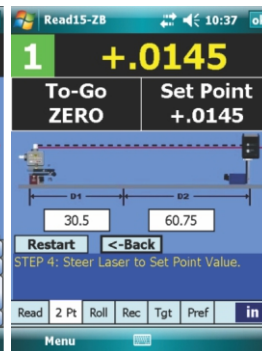 Read15-ZB 10:37 ok
1 +.0145
To-Go Set Point
ZERO +.0145
D1 D2
30.5 60.75
Restart <-Back
STEP 4: Steer Laser to Set Point Value.
Read 2 Pt Roll Rec Tgt Pref in
Menu